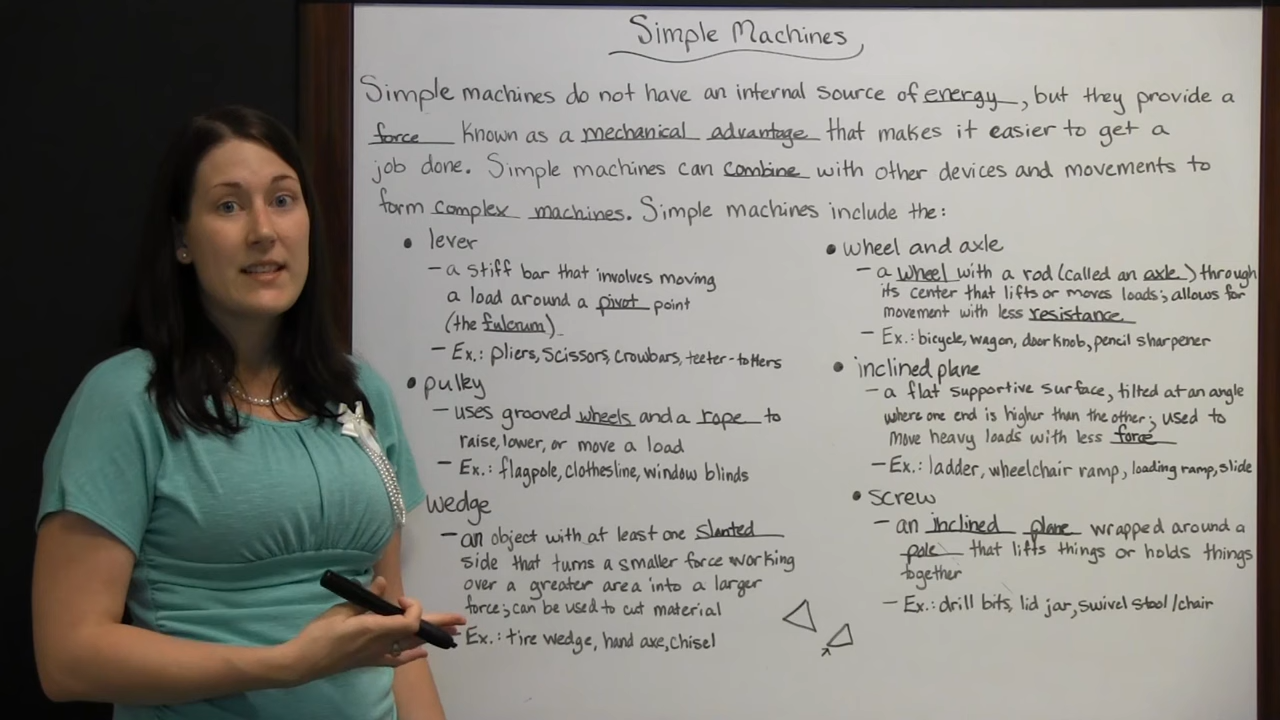 Simple Machines
Simple machines do not have an internal source of energy, but they provide a
force known as a mechanical advantage that makes it easier to get a
job done. Simple machines can combine with other devices and movements to
form complex machines. Simple machines include the:
• lever
- a stiff bar that involves moving
a load around a pivot point
(the fulcrum)
- Ex.: pliers, scissors, crowbars, teeter-totters
• pulley
- uses grooved wheels and a rope to
raise, lower, or move a load
- Ex.: flagpole, clothesline, window blinds
wedge
- an object with at least one slanted
side that turns a smaller force working
over a greater area into a larger
force; can be used to cut material
Ex.: tire wedge, hand axe, chisel
• wheel and axle
- a wheel with a rod (called an axle) through
its center that lifts or moves loads; allows for
movement with less resistance
- Ex.: bicycle, wagon, door knob, pencil sharpener
• inclined plane
- a flat supportive surface, tilted at an angle
where one end is higher than the other; used to
move heavy loads with less force
- Ex.: ladder, wheelchair ramp, loading ramp, slide
• screw
- an inclined plane wrapped around a
pole that lifts things or holds things
together
- Ex.: drill bits, lid jar, swivel stool/chair